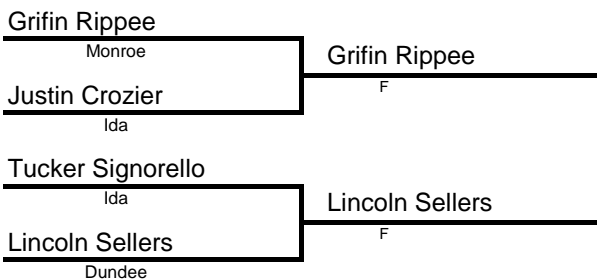 Grifin Rippee
Monroe
Grifin Rippee
F
Justin Crozier
Ida
Tucker Signorello
Ida
Lincoln Sellers
F
Lincoln Sellers
Dundee